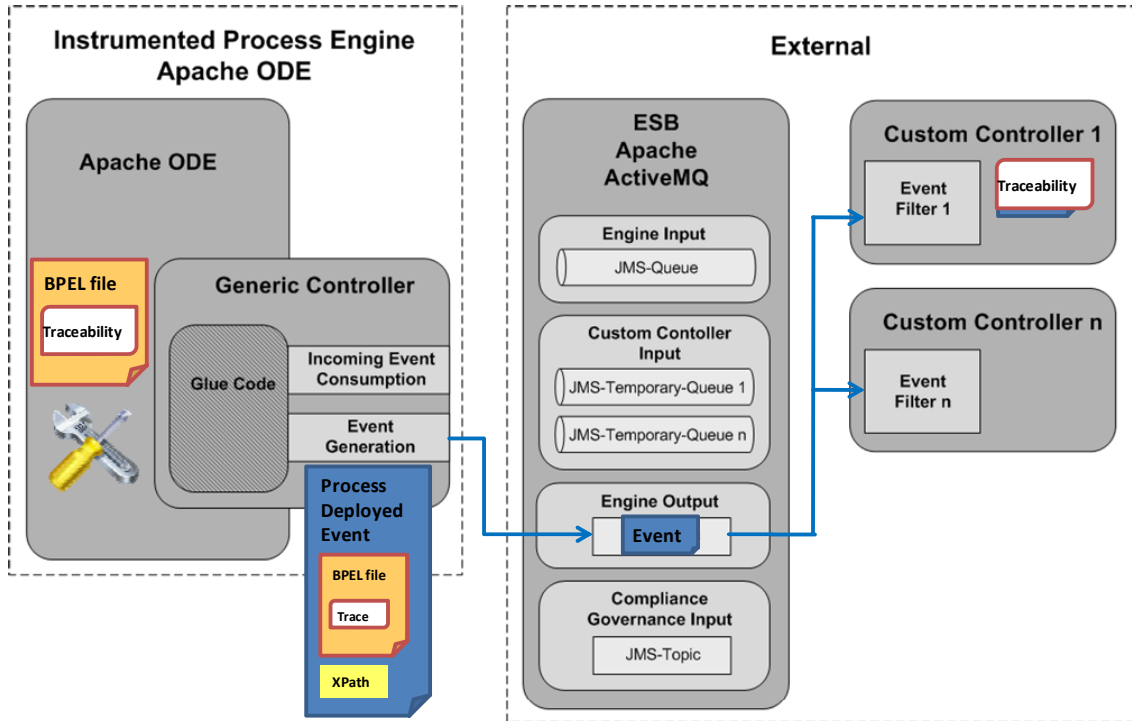 Instrumented Process Engine
Apache ODE
Apache ODE
BPEL file
Traceability
Generic Controller
Glue Code
Incoming Event
Consumption
Event
Generation
Process
Deployed
Event
BPEL file
Trace
XPath
External
ESB
Apache
ActiveMQ
Engine Input
JMS-Queue
Custom Contoller
Input
JMS-Temporary-Queue 1
JMS-Temporary-Queue n
Engine Output
Event
Compliance
Governance Input
JMS-Topic
Custom Controller 1
Event
Filter 1
Traceability
Custom Controller n
Event
Filter n